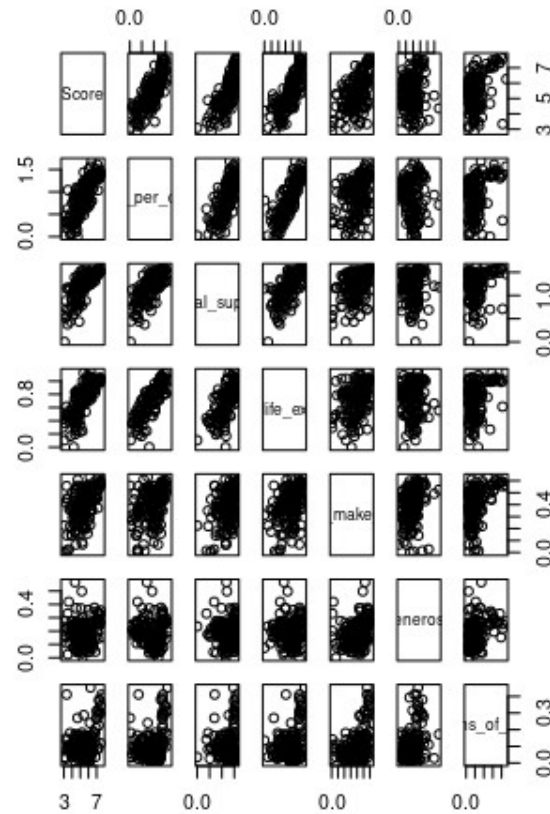 0.0 0.0 0.0
Score 3 5 7
0.0 1.5 _per_c
al_sup 0.0 1.0
0.0 0.8 life_ex
_make 0.0 0.4
0.0 0.4 eneros
ns_of_ 0.0 0.3
3 7 0.0 0.0 0.0